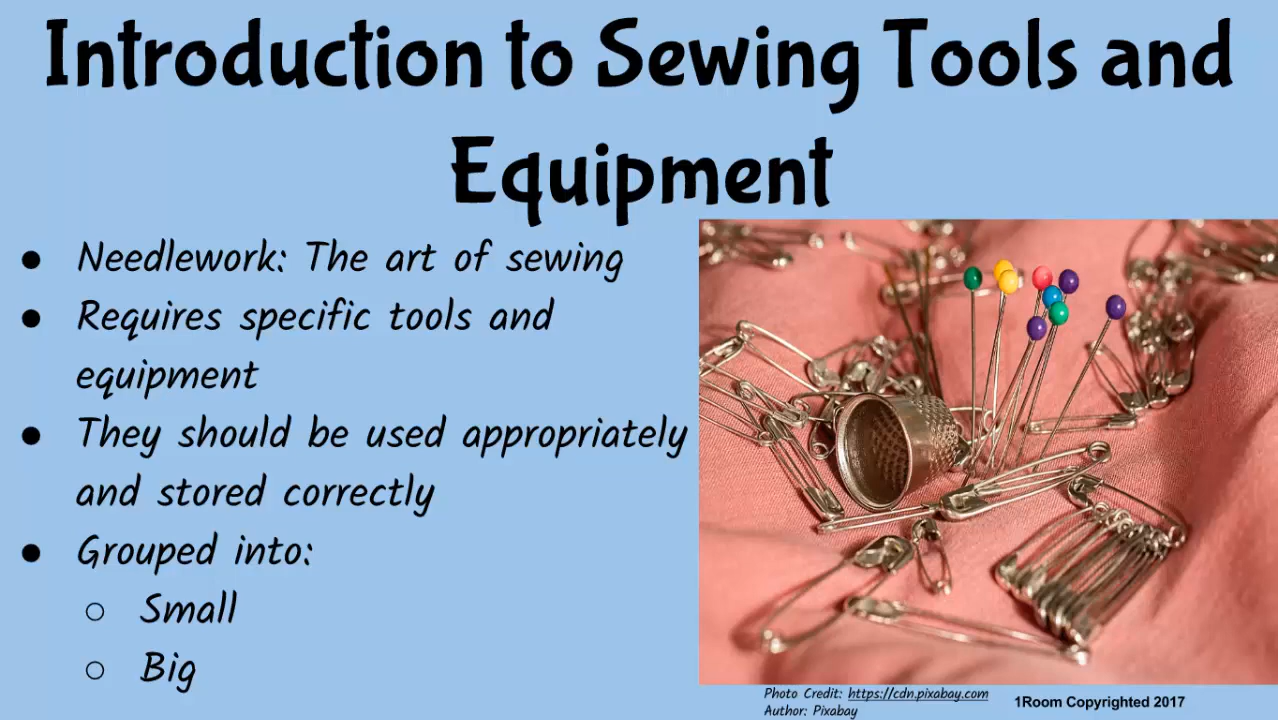 Introduction to Sewing Tools and
Equipment
● Needlework: The art of sewing
● Requires specific tools and
equipment
● They should be used appropriately
and stored correctly
● Grouped into:
○ Small
○ Big
Photo Credit: https://cdn.pixabay.com
Author: Pixabay
1Room Copyrighted 2017